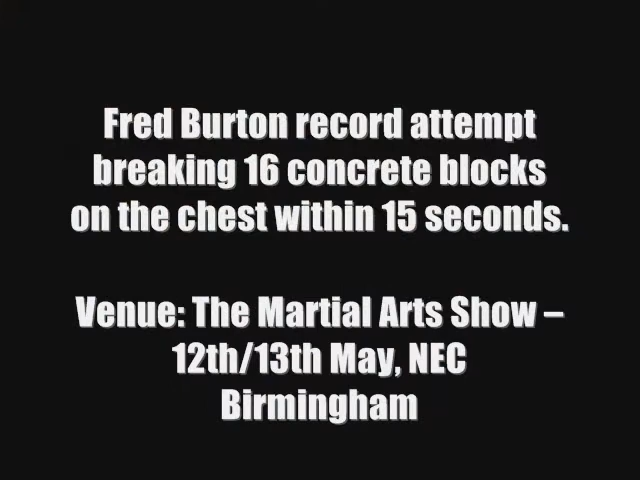 Fred Burton record attempt
breaking 16 concrete blocks
on the chest within 15 seconds.
Venue: The Martial Arts Show –
12th/13th May, NEC
Birmingham